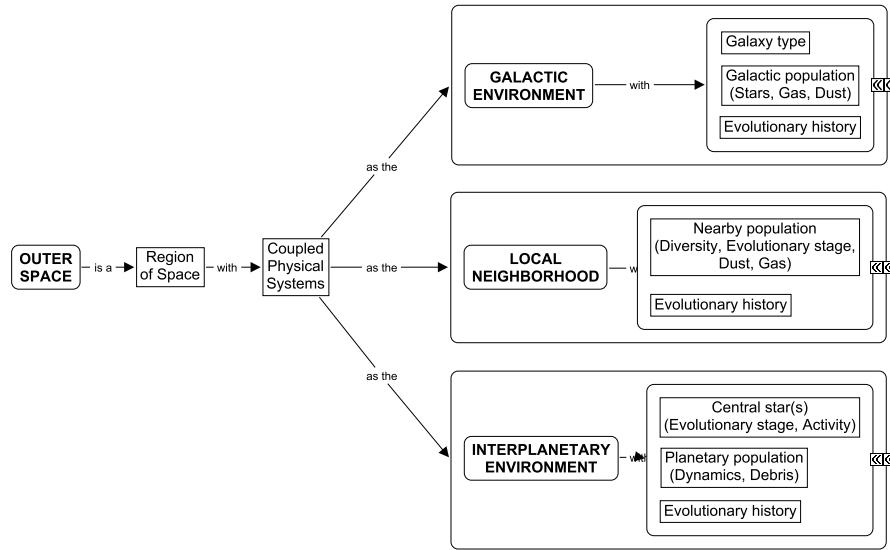 OUTER
SPACE
is a
Region
of Space
with
Coupled
Physical
Systems
as the
GALACTIC
ENVIRONMENT
with
Galaxy type
Galactic population
(Stars, Gas, Dust)
Evolutionary history
as the
LOCAL
NEIGHBORHOOD
Nearby population
(Diversity, Evolutionary stage,
Dust, Gas)
Evolutionary history
as the
INTERPLANETARY
ENVIRONMENT
with
Central star(s)
(Evolutionary stage, Activity)
Planetary population
(Dynamics, Debris)
Evolutionary history